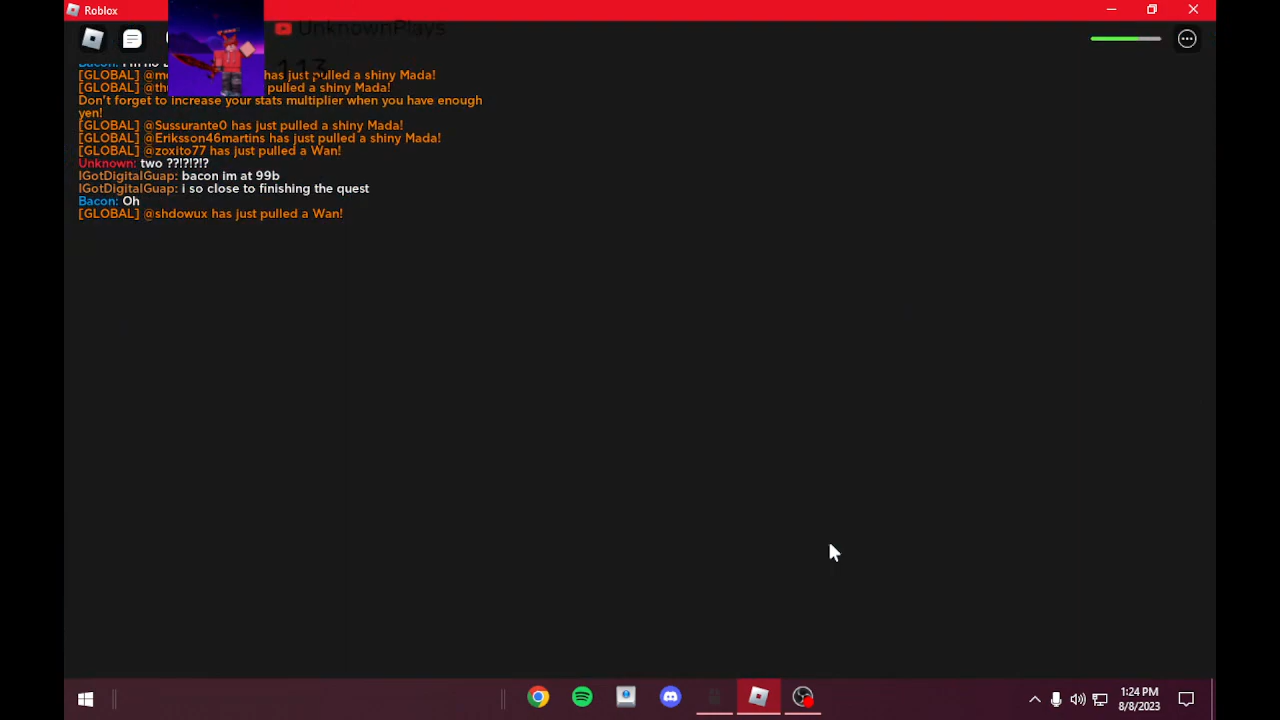 Roblox
UnknownPlays
113
Bacon:
[GLOBAL] has just pulled a shiny Mada!
[GLOBAL] pulled a shiny Mada!
Don't forget to increase your stats multiplier when you have enough
yen!
[GLOBAL] @Sussurante0 has just pulled a shiny Mada!
[GLOBAL] @Eriksson46martins has just pulled a shiny Mada!
[GLOBAL] @zoxito77 has just pulled a Wan!
Unknown: two ??!?!?!?
IGotDigitalGuap: bacon im at 99b
IGotDigitalGuap: i so close to finishing the quest
Bacon: Oh
[GLOBAL] @shdowux has just pulled a Wan!
1:24 PM
8/8/2023